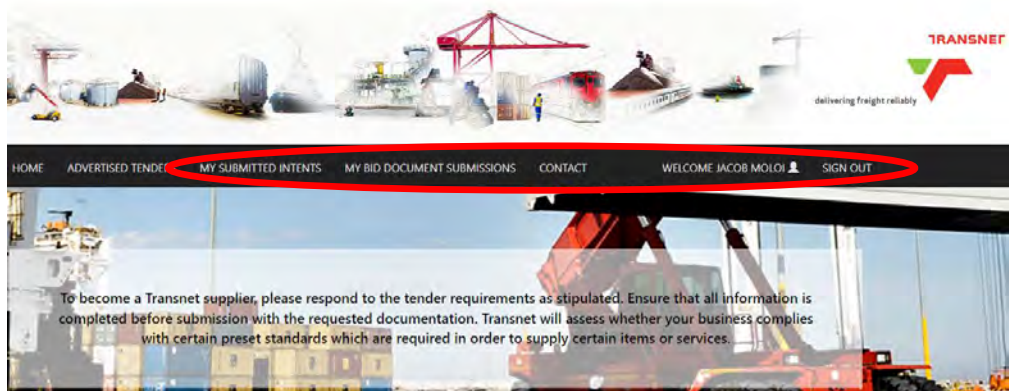 TRANSNET
delivering freight reliably
HOME ADVERTISED TENDE MY SUBMITTED INTENTS MY BID DOCUMENT SUBMISSIONS CONTACT WELCOME JACOB MOLOI SIGN OUT
To become a Transnet supplier, please respond to the tender requirements as stipulated. Ensure that all information is
completed before submission with the requested documentation. Transnet will assess whether your business complies
with certain preset standards which are required in order to supply certain items or services.